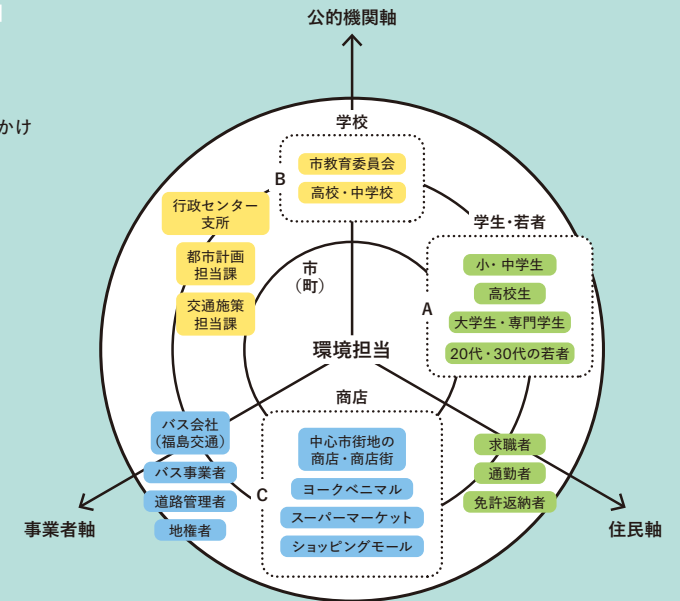 公的機関軸
かけ
学校
市教育委員会
高校・中学校
B
行政センター
支所
都市計画
担当課
交通施策
担当課
市
（町）
学生・若者
小・中学生
高校生
大学生・専門学生
20代・30代の若者
A
環境担当
商店
中心市街地の
商店・商店街
ヨークベニマル
スーパーマーケット
ショッピングモール
C
バス会社
（福島交通）
バス事業者
道路管理者
地権者
求職者
通勤者
免許返納者
事業者軸
住民軸